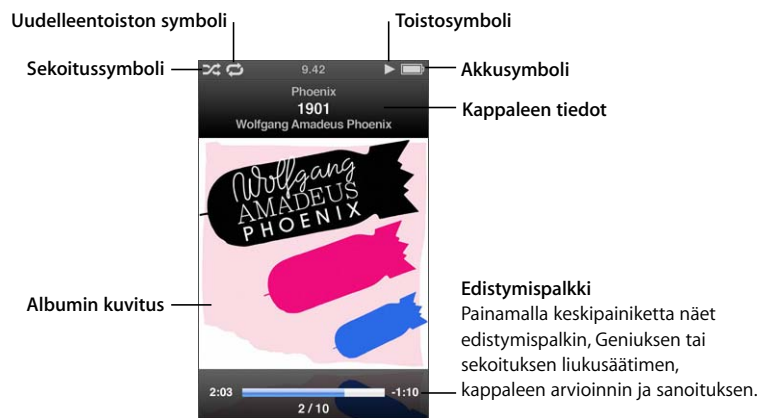 Uudelleentoiston symboli
Toistosymboli
Sekoitussymboli
9.42
Akkusymboli
Phoenix
1901
Wolfgang Amadeus Phoenix
Kappaleen tiedot
Wolfgang
AMADEUS
PHOENIX
Albumin kuvitus
Edistymispalkki
Painamalla keskipainiketta näet
edistymispalkin, Geniuksen tai
sekoituksen liukusäätimen,
kappaleen arvioinnin ja sanoituksen.
2:03
-1:10
2 / 10